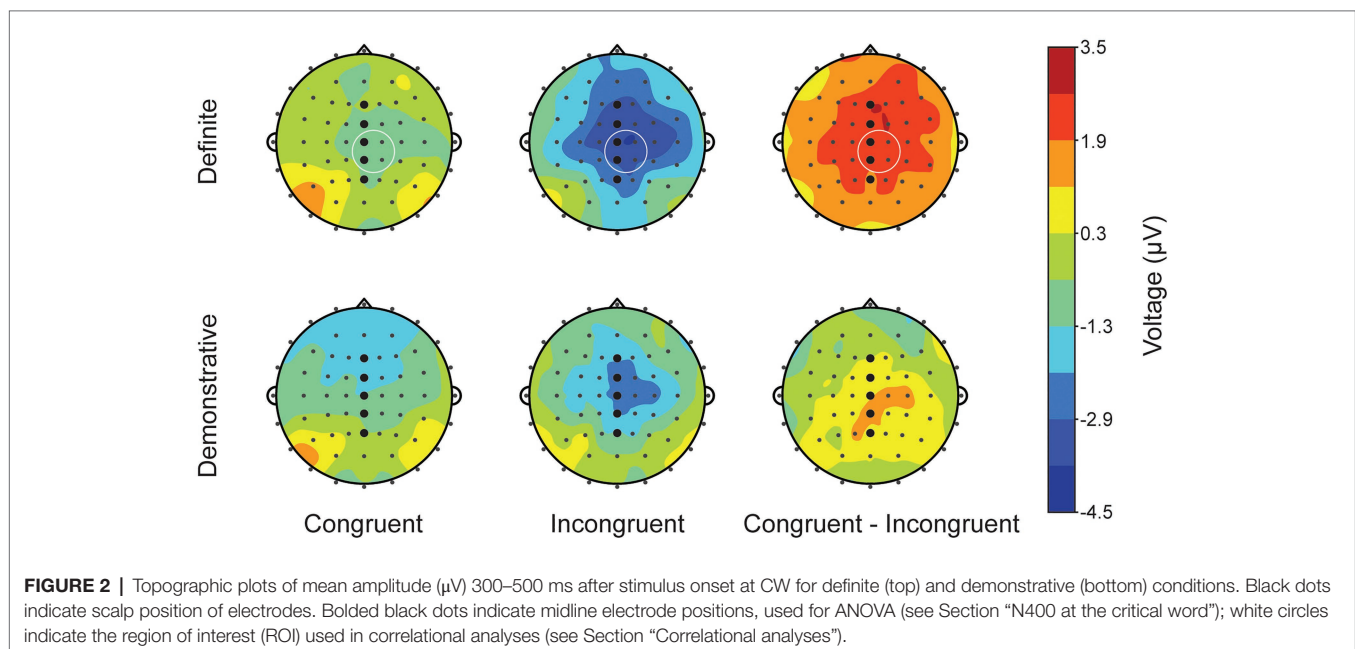 Definite
3.5
1.9
0.3
-1.3
-2.9
-4.5
Voltage (μV)
Demonstrative
Congruent
Incongruent
Congruent - Incongruent
FIGURE 2 | Topographic plots of mean amplitude (μV) 300–500 ms after stimulus onset at CW for definite (top) and demonstrative (bottom) conditions. Black dots
indicate scalp position of electrodes. Bolded black dots indicate midline electrode positions, used for ANOVA (see Section “N400 at the critical word”); white circles
indicate the region of interest (ROI) used in correlational analyses (see Section “Correlational analyses”).